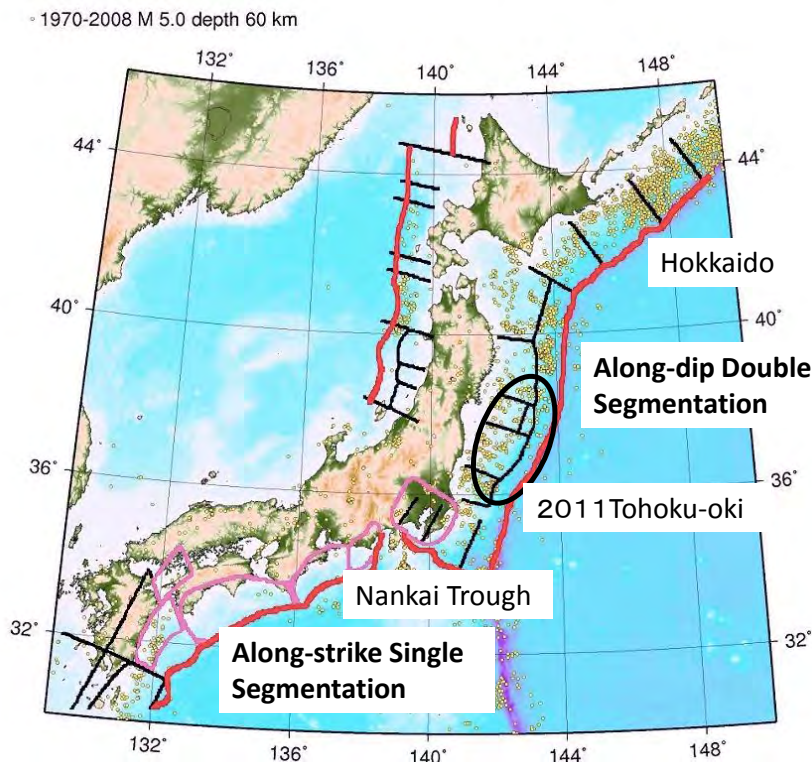 1970-2008 M 5.0 depth 60 km
132° 136° 140° 144° 148°
44° 44°
Hokkaido
40° 40°
Along-dip Double
Segmentation
36° 36°
2011Tohoku-oki
Nankai Trough
32° 32°
Along-strike Single
Segmentation
132° 136° 140° 144° 148°